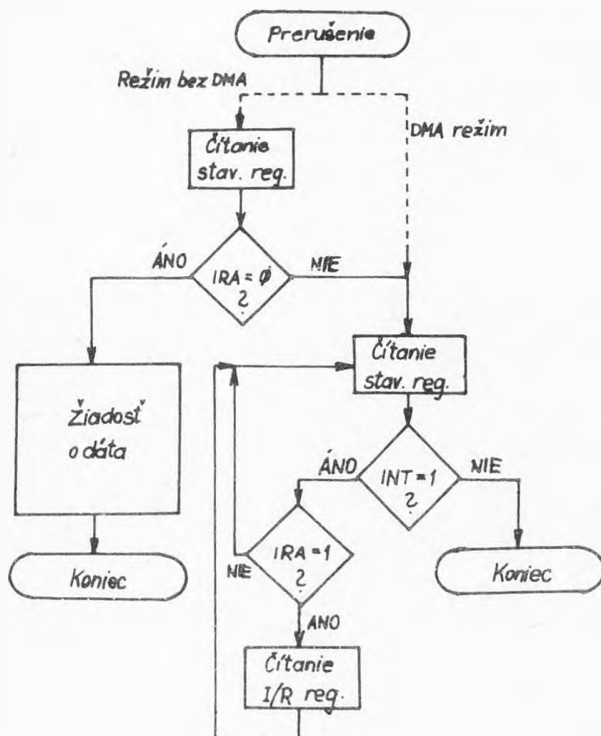 Prerušenie
Režim bez DMA
DMA režim
Čítanie
stav. reg.
ÁNO
IRA = ϕ
?
NIE
Žiadosť
o dáta
Čítanie
stav. reg.
ÁNO
INT = 1
?
NIE
Koniec
NIE
IRA = 1
?
Koniec
ANO
Čítanie
I/R reg.